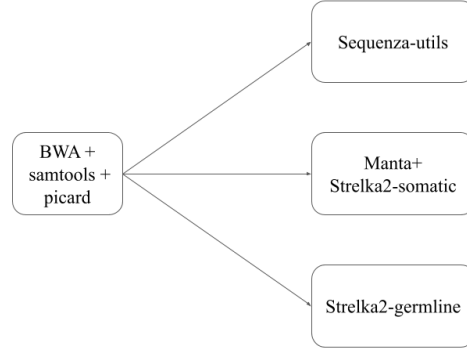 Sequenza-utils
BWA +
samtools +
picard
Manta+
Strelka2-somatic
Strelka2-germline